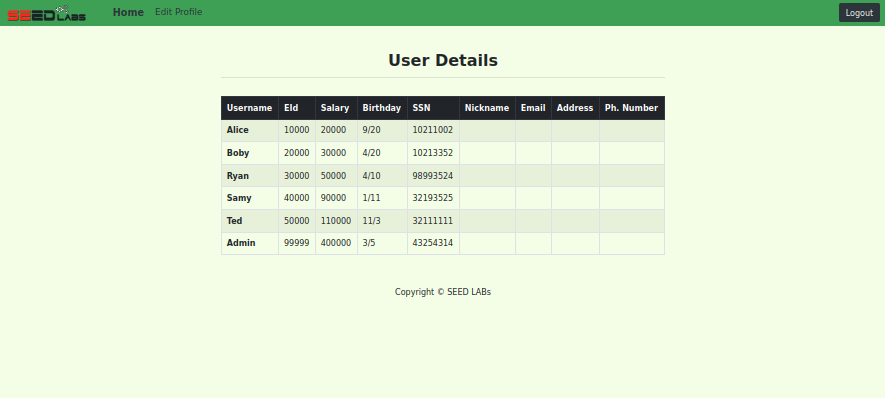 SEED LABS Home Edit Profile Logout
User Details
Username EId Salary Birthday SSN Nickname Email Address Ph. Number
Alice 10000 20000 9/20 10211002
Boby 20000 30000 4/20 10213352
Ryan 30000 50000 4/10 98993524
Samy 40000 90000 1/11 32193525
Ted 50000 110000 11/3 32111111
Admin 99999 400000 3/5 43254314
Copyright © SEED LABs